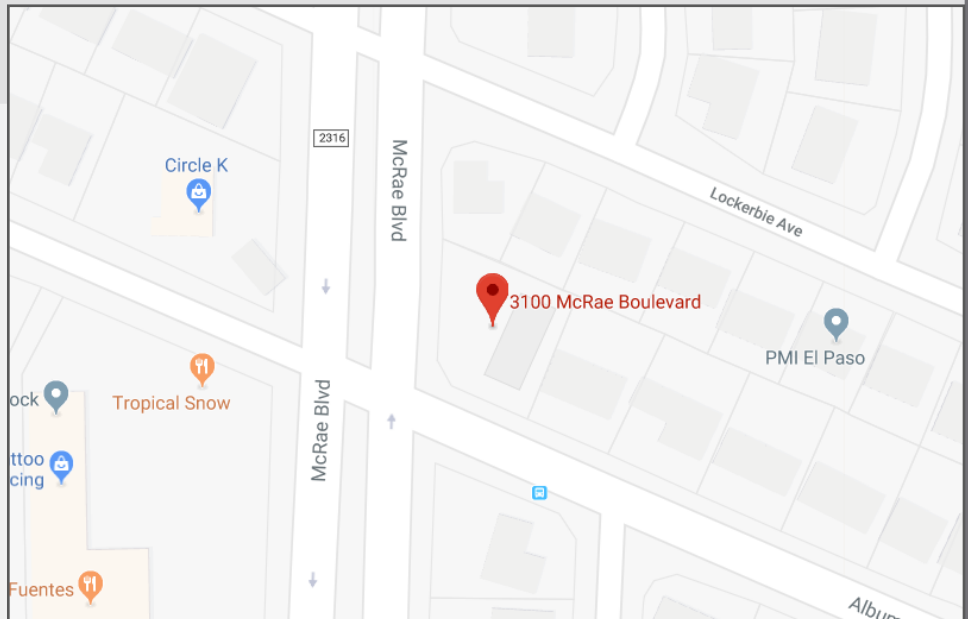 2316
McRae Blvd
Circle K
Lockerbie Ave
3100 McRae Boulevard
PMI El Paso
ock
Tropical Snow
McRae Blvd
ttoo
cing
Fuentes
Album